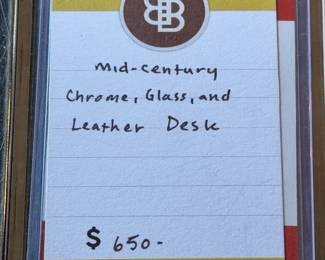 B B
Mid-Century
Chrome, Glass, and
Leather Desk
$ 650-